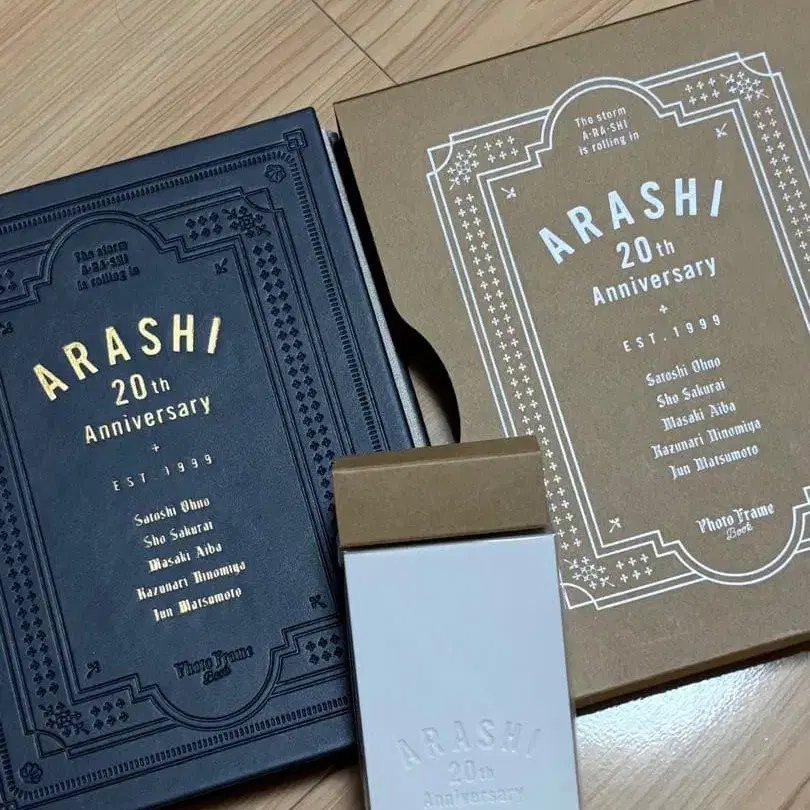 The storm
A·RA·SHI
is rolling in
ARASHI
20th
Anniversary
+
EST.1999
Satoshi Ohno
Sho Sakurai
Masaki Aiba
Kazunari Ninomiya
Jun Matsumoto
Photo Frame
Book
The storm
A·RA·SHI
is rolling in
ARASHI
20th
Anniversary
+
EST.1999
Satoshi Ohno
Sho Sakurai
Masaki Aiba
Kazunari Ninomiya
Jun Matsumoto
Photo Frame
Book
ARASHI
20th
Anniversary